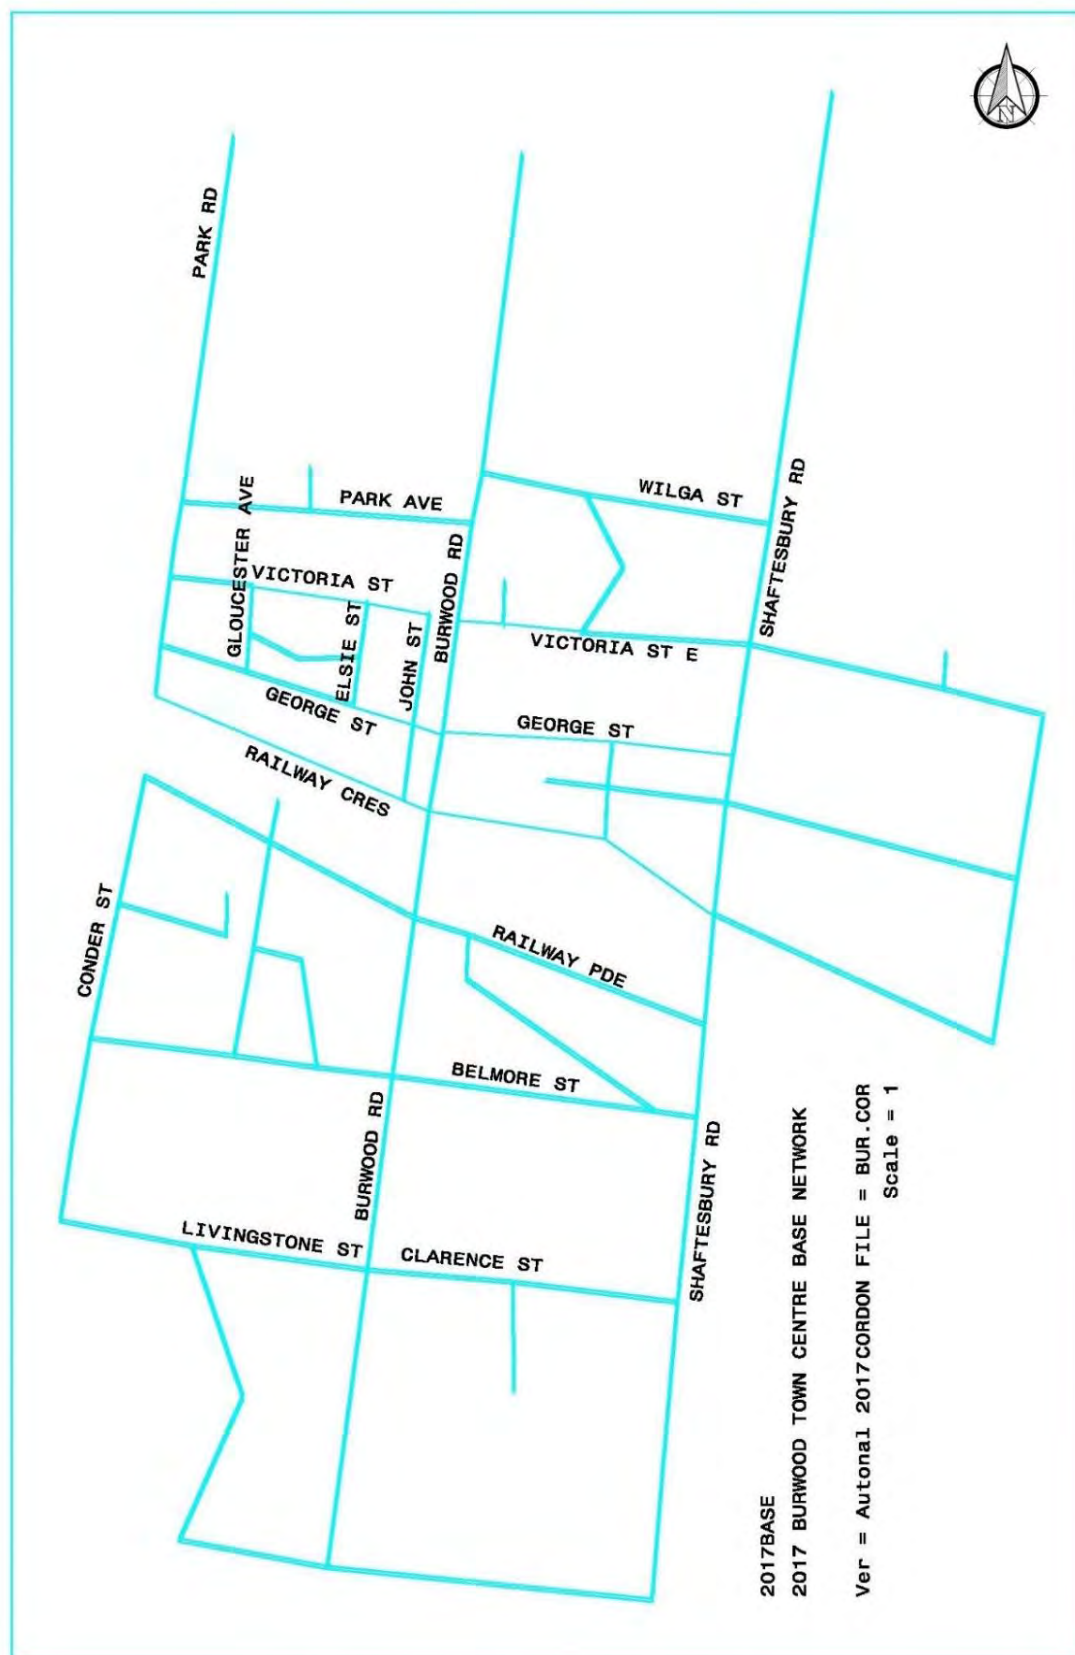 N
PARK RD
WILGA ST
SHAFTESBURY RD
PARK AVE
GLOUCESTER AVE
VICTORIA ST
BURWOOD RD
ELSIE ST
JOHN ST
VICTORIA ST E
GEORGE ST
GEORGE ST
RAILWAY CRES
CONDER ST
RAILWAY PDE
BELMORE ST
BURWOOD RD
SHAFTESBURY RD
LIVINGSTONE ST
CLARENCE ST
2017BASE
2017 BURWOOD TOWN CENTRE BASE NETWORK
Ver = Autonal 2017CORDON FILE = BUR.COR
Scale = 1